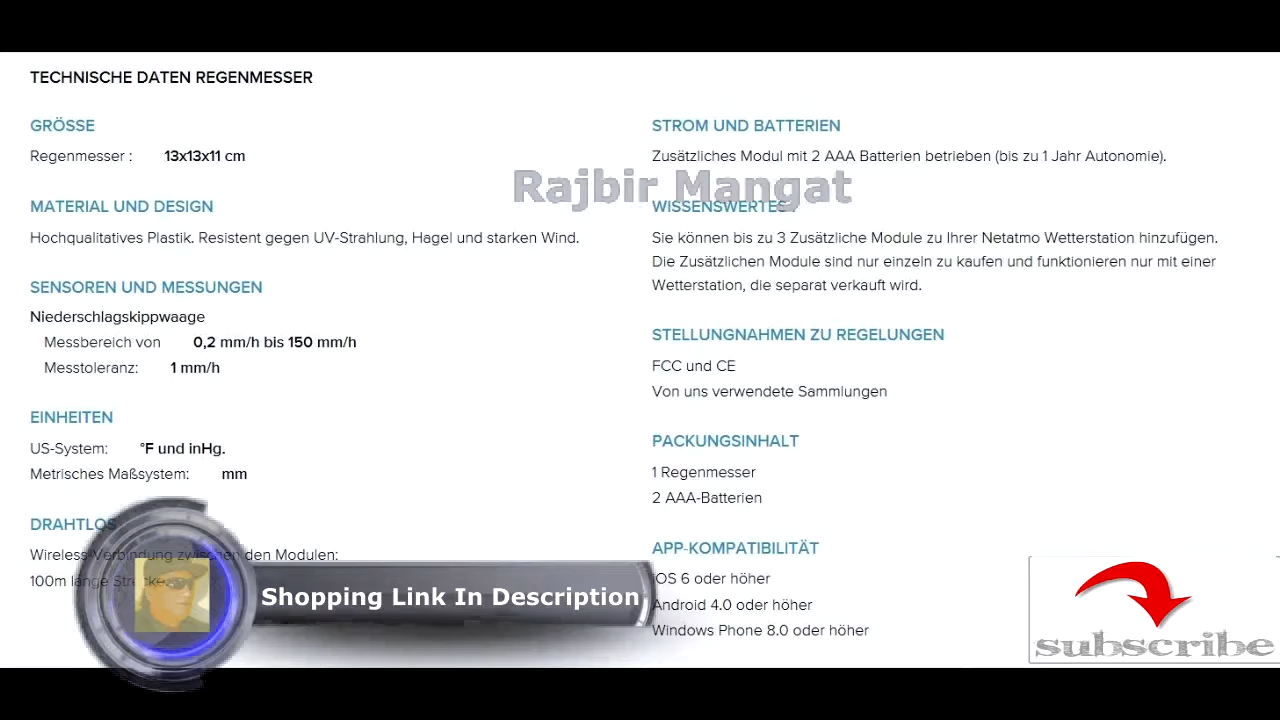 TECHNISCHE DATEN REGENMESSER
GRÖSSE
Regenmesser : 13x13x11 cm
MATERIAL UND DESIGN
Hochqualitatives Plastik. Resistent gegen UV-Strahlung, Hagel und starken Wind.
SENSOREN UND MESSUNGEN
Niederschlagskippwaage
Messbereich von 0,2 mm/h bis 150 mm/h
Messtoleranz: 1 mm/h
EINHEITEN
US-System: °F und inHg.
Metrisches Maßsystem: mm
DRAHTLOS
Wireless-Verbindung zwischen den Modulen:
100m lange Strecke
STROM UND BATTERIEN
Zusätzliches Modul mit 2 AAA Batterien betrieben (bis zu 1 Jahr Autonomie).
Rajbir Mangat
WISSENSWERTES
Sie können bis zu 3 Zusätzliche Module zu Ihrer Netatmo Wetterstation hinzufügen.
Die Zusätzlichen Module sind nur einzeln zu kaufen und funktionieren nur mit einer
Wetterstation, die separat verkauft wird.
STELLUNGNAHMEN ZU REGELUNGEN
FCC und CE
Von uns verwendete Sammlungen
PACKUNGSINHALT
1 Regenmesser
2 AAA-Batterien
APP-KOMPATIBILITÄT
iOS 6 oder höher
Android 4.0 oder höher
Windows Phone 8.0 oder höher
Shopping Link In Description
subscribe